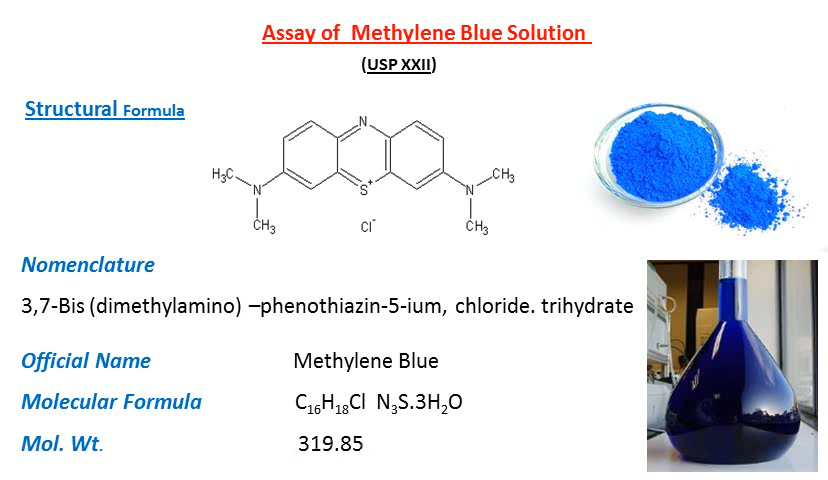 Assay of Methylene Blue Solution
(USP XXII)
Structural Formula
N
H₃C
N
CH₃
S⁺
Cl⁻
CH₃
N
CH₃
Nomenclature
3,7-Bis (dimethylamino) –phenothiazin-5-ium, chloride. trihydrate
Official Name Methylene Blue
Molecular Formula C₁₆H₁₈Cl N₃S.3H₂O
Mol. Wt. 319.85